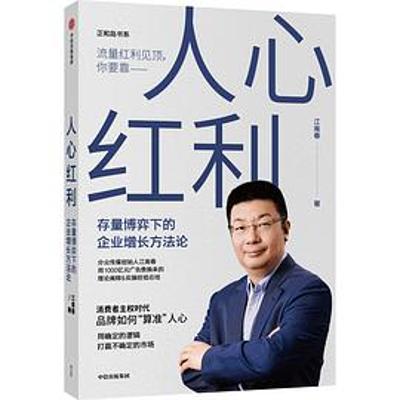 正和岛书系
流量红利见顶,
你要靠——
人心
红利
江南春 著
存量博弈下的
企业增长方法论
分众传媒创始人江南春
用1000亿元广告费换来的
理论阐释&实操经验总结
消费者主权时代
品牌如何“算准”人心
用确定的逻辑
打赢不确定的市场
中信出版集团
人心红利
存量博弈下的
企业增长方法论